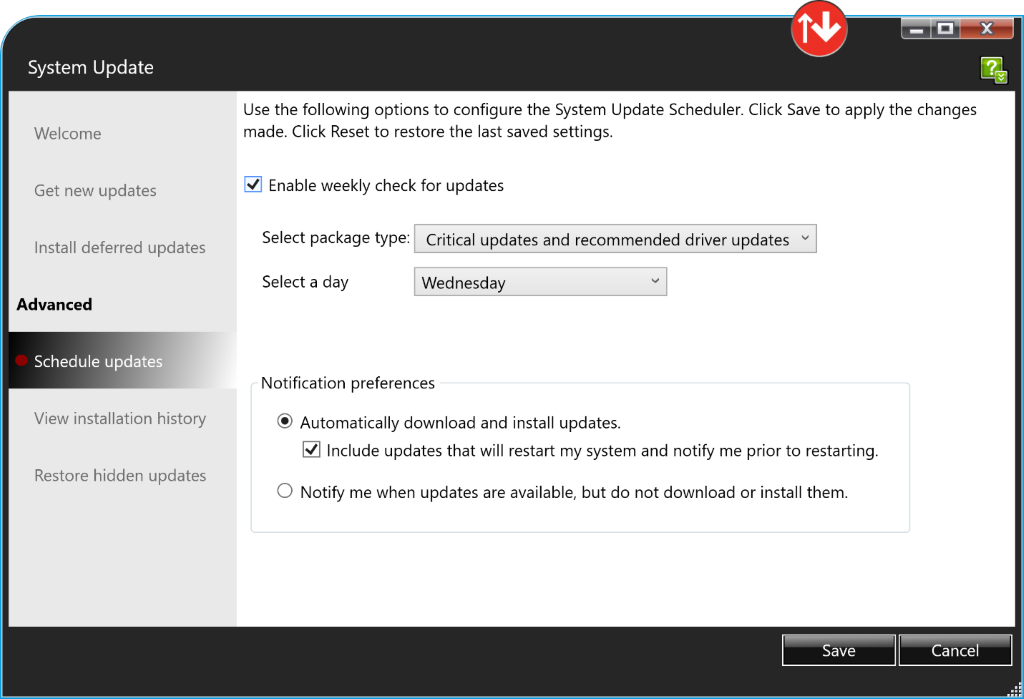 System Update
Welcome
Get new updates
Install deferred updates
Advanced
Schedule updates
View installation history
Restore hidden updates
Use the following options to configure the System Update Scheduler. Click Save to apply the changes
made. Click Reset to restore the last saved settings.
Enable weekly check for updates
Select package type: Critical updates and recommended driver updates
Select a day Wednesday
Notification preferences
Automatically download and install updates.
Include updates that will restart my system and notify me prior to restarting.
Notify me when updates are available, but do not download or install them.
Save Cancel